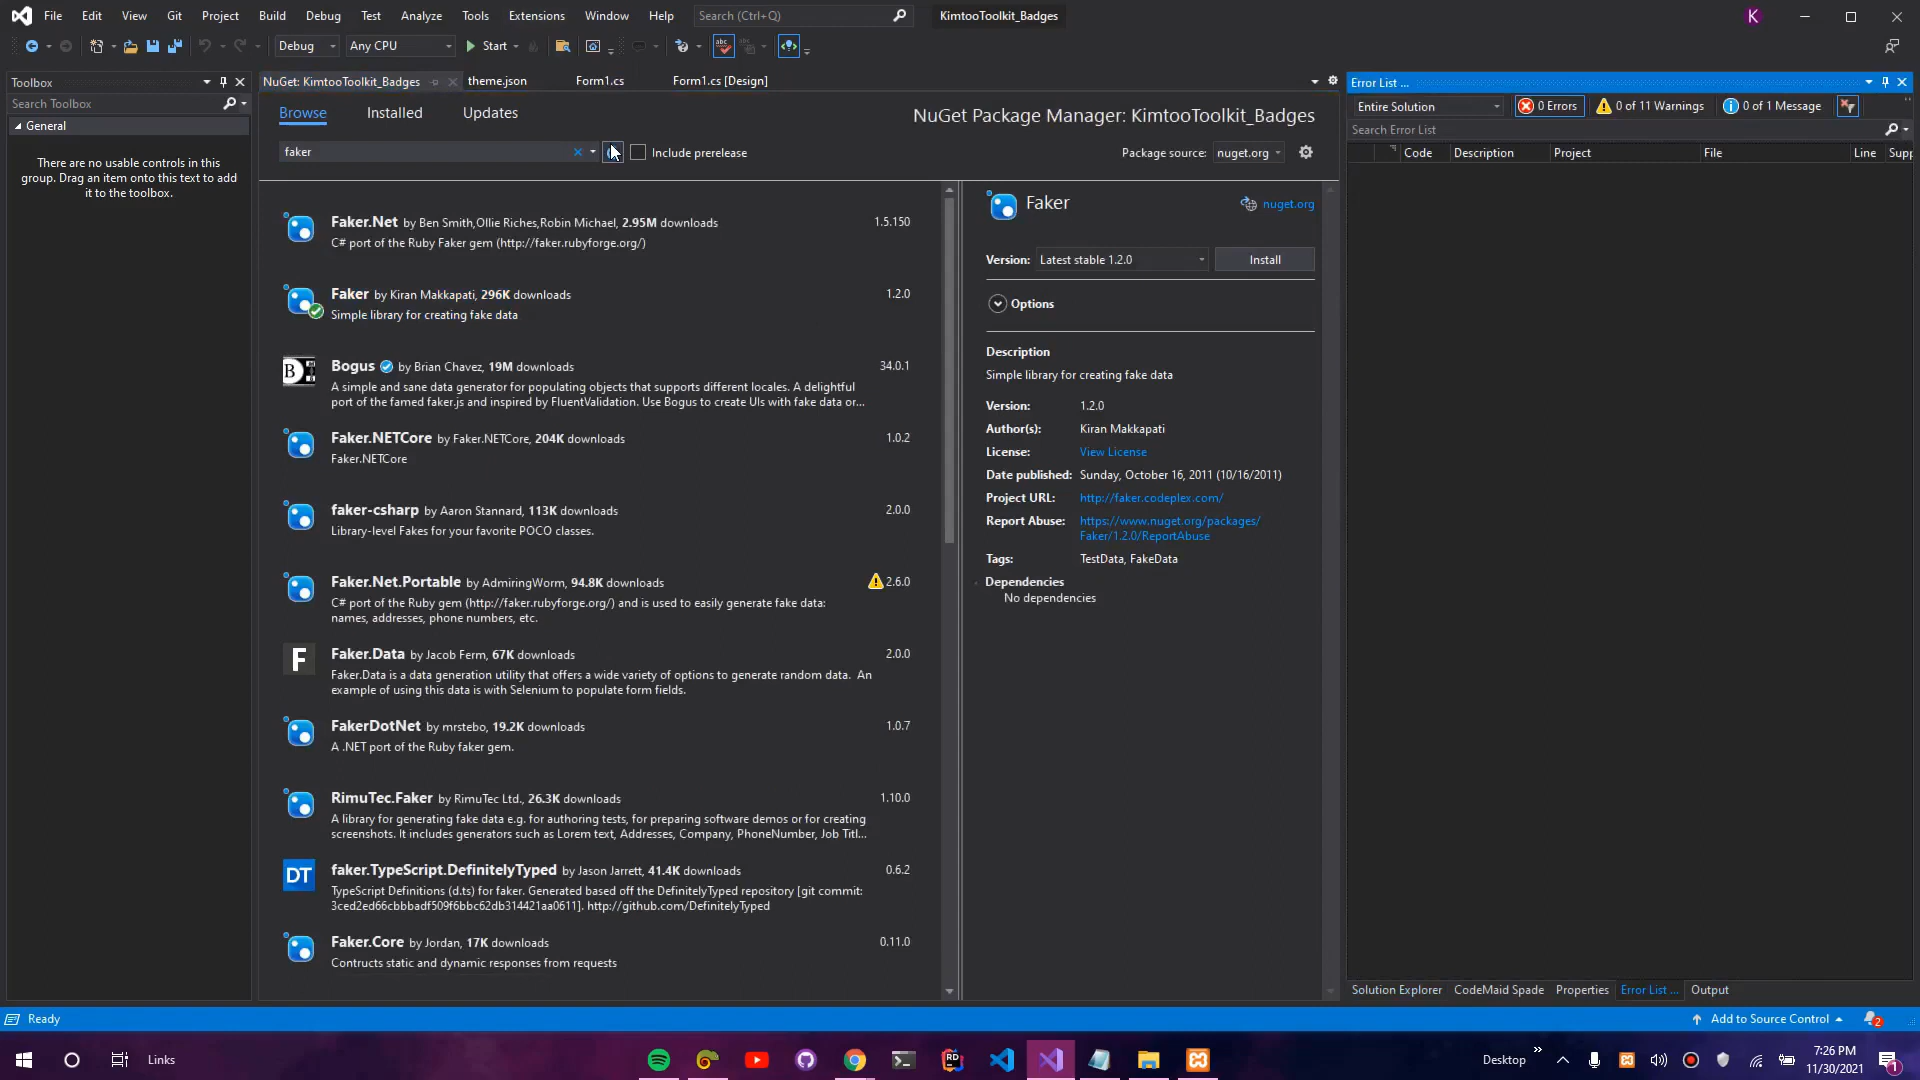 File Edit View Git Project Build Debug Test Analyze Tools Extensions Window Help Search (Ctrl+Q) KimtooToolkit_Badges K
Debug Any CPU Start
Toolbox
Search Toolbox
General
There are no usable controls in this
group. Drag an item onto this text to add
it to the toolbox.
NuGet: KimtooToolkit_Badges theme.json Form1.cs Form1.cs [Design]
Browse Installed Updates
NuGet Package Manager: KimtooToolkit_Badges
faker
Include prerelease
Package source: nuget.org
Faker.Net by Ben Smith,Ollie Riches,Robin Michael, 2.95M downloads 1.5.150
C# port of the Ruby Faker gem (http://faker.rubyforge.org/)
Faker by Kiran Makkapati, 296K downloads 1.2.0
Simple library for creating fake data
Bogus by Brian Chavez, 19M downloads 34.0.1
A simple and sane data generator for populating objects that supports different locales. A delightful
port of the famed faker.js and inspired by FluentValidation. Use Bogus to create UIs with fake data or...
Faker.NETCore by Faker.NETCore, 204K downloads 1.0.2
Faker.NETCore
faker-csharp by Aaron Stannard, 113K downloads 2.0.0
Library-level Fakes for your favorite POCO classes.
Faker.Net.Portable by AdmiringWorm, 94.8K downloads 2.6.0
C# port of the Ruby gem (http://faker.rubyforge.org/) and is used to easily generate fake data:
names, addresses, phone numbers, etc.
F
Faker.Data by Jacob Ferm, 67K downloads 2.0.0
Faker.Data is a data generation utility that offers a wide variety of options to generate random data. An
example of using this data is with Selenium to populate form fields.
FakerDotNet by mrstebo, 19.2K downloads 1.0.7
A .NET port of the Ruby faker gem.
RimuTec.Faker by RimuTec Ltd., 26.3K downloads 1.10.0
A library for generating fake data e.g. for authoring tests, for preparing software demos or for creating
screenshots. It includes generators such as Lorem text, Addresses, Company, PhoneNumber, Job Titl...
DT
faker.TypeScript.DefinitelyTyped by Jason Jarrett, 41.4K downloads 0.6.2
TypeScript Definitions (d.ts) for faker. Generated based off the DefinitelyTyped repository [git commit:
3ced2ed66cbbbadf509f6bbc62db314421aa0611]. http://github.com/DefinitelyTyped
Faker.Core by Jordan, 17K downloads 0.11.0
Contructs static and dynamic responses from requests
Faker
nuget.org
Version: Latest stable 1.2.0 Install
Options
Description
Simple library for creating fake data
Version: 1.2.0
Author(s): Kiran Makkapati
License: View License
Date published: Sunday, October 16, 2011 (10/16/2011)
Project URL: http://faker.codeplex.com/
Report Abuse: https://www.nuget.org/packages/
Faker/1.2.0/ReportAbuse
Tags: TestData, FakeData
Dependencies
No dependencies
Error List ...
Entire Solution 0 Errors 0 of 11 Warnings 0 of 1 Message
Search Error List
Code Description Project File Line Supp
Solution Explorer CodeMaid Spade Properties Error List ... Output
Ready
Add to Source Control 2
Links
Desktop
7:26 PM
11/30/2021
1